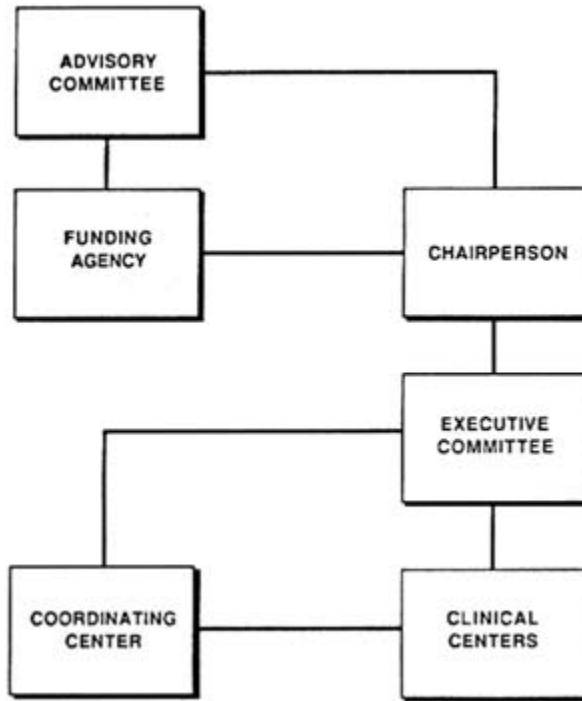 ADVISORY
COMMITTEE
FUNDING
AGENCY
CHAIRPERSON
EXECUTIVE
COMMITTEE
COORDINATING
CENTER
CLINICAL
CENTERS